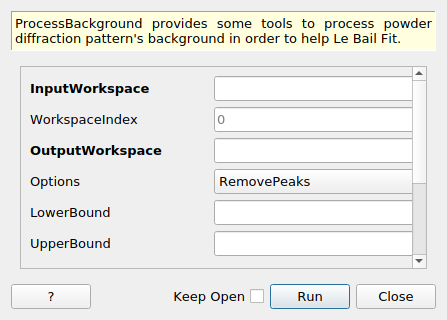 ProcessBackground provides some tools to process powder
diffraction pattern's background in order to help Le Bail Fit.
InputWorkspace
WorkspaceIndex 0
OutputWorkspace
Options RemovePeaks
LowerBound
UpperBound
? Keep Open Run Close